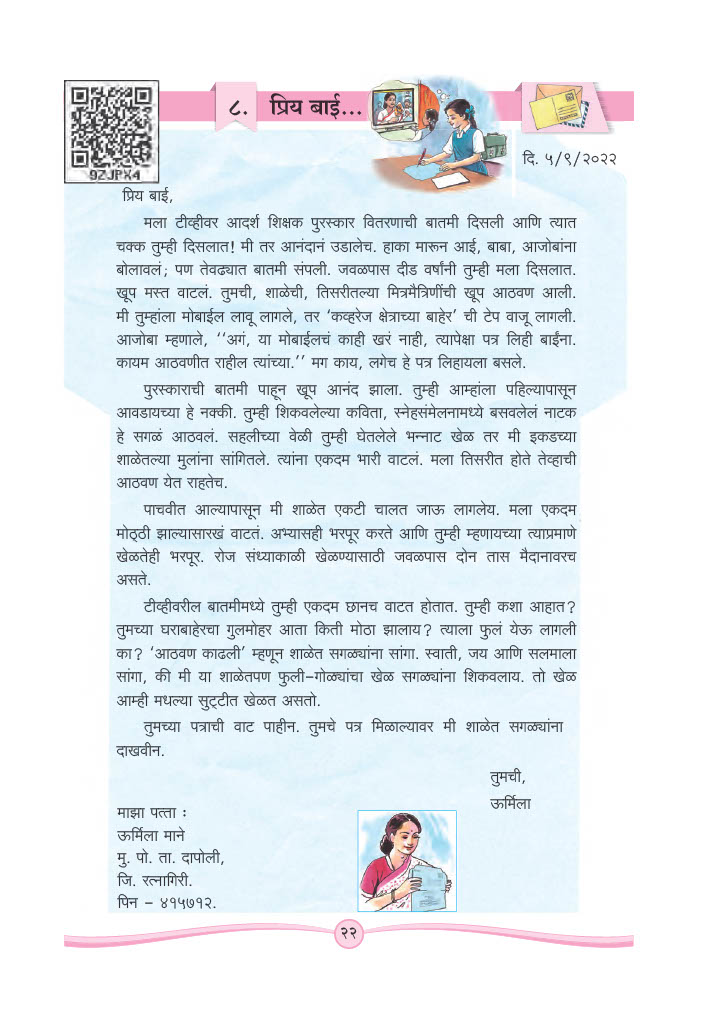 ८. प्रिय बाई...
9ZJPX4
दि. ५/९/२०२२
प्रिय बाई,
मला टीव्हीवर आदर्श शिक्षक पुरस्कार वितरणाची बातमी दिसली आणि त्यात
चक्क तुम्ही दिसलात! मी तर आनंदानं उडालेच. हाका मारून आई, बाबा, आजोबांना
बोलावलं; पण तेवढ्यात बातमी संपली. जवळपास दीड वर्षांनी तुम्ही मला दिसलात.
खूप मस्त वाटलं. तुमची, शाळेची, तिसरीतल्या मित्रमैत्रिणींची खूप आठवण आली.
मी तुम्हांला मोबाईल लावू लागले, तर ‘कव्हरेज क्षेत्राच्या बाहेर’ ची टेप वाजू लागली.
आजोबा म्हणाले, ‘‘अगं, या मोबाईलचं काही खरं नाही, त्यापेक्षा पत्र लिही बाईंना.
कायम आठवणीत राहील त्यांच्या.’’ मग काय, लगेच हे पत्र लिहायला बसले.
पुरस्काराची बातमी पाहून खूप आनंद झाला. तुम्ही आम्हांला पहिल्यापासून
आवडायच्या हे नक्की. तुम्ही शिकवलेल्या कविता, स्नेहसंमेलनामध्ये बसवलेलं नाटक
हे सगळं आठवलं. सहलीच्या वेळी तुम्ही घेतलेले भन्नाट खेळ तर मी इकडच्या
शाळेतल्या मुलांना सांगितले. त्यांना एकदम भारी वाटलं. मला तिसरीत होते तेव्हाची
आठवण येत राहतेच.
पाचवीत आल्यापासून मी शाळेत एकटी चालत जाऊ लागलेय. मला एकदम
मोठ्ठी झाल्यासारखं वाटतं. अभ्यासही भरपूर करते आणि तुम्ही म्हणायच्या त्याप्रमाणे
खेळतेही भरपूर. रोज संध्याकाळी खेळण्यासाठी जवळपास दोन तास मैदानावरच
असते.
टीव्हीवरील बातमीमध्ये तुम्ही एकदम छानच वाटत होतात. तुम्ही कशा आहात?
तुमच्या घराबाहेरचा गुलमोहर आता किती मोठा झालाय? त्याला फुलं येऊ लागली
का? ‘आठवण काढली’ म्हणून शाळेत सगळ्यांना सांगा. स्वाती, जय आणि सलमाला
सांगा, की मी या शाळेतपण फुली-गोळ्यांचा खेळ सगळ्यांना शिकवलाय. तो खेळ
आम्ही मधल्या सुट्टीत खेळत असतो.
तुमच्या पत्राची वाट पाहीन. तुमचे पत्र मिळाल्यावर मी शाळेत सगळ्यांना
दाखवीन.
तुमची,
ऊर्मिला
माझा पत्ता :
ऊर्मिला माने
मु. पो. ता. दापोली,
जि. रत्नागिरी.
पिन - ४१५७१२.
२२